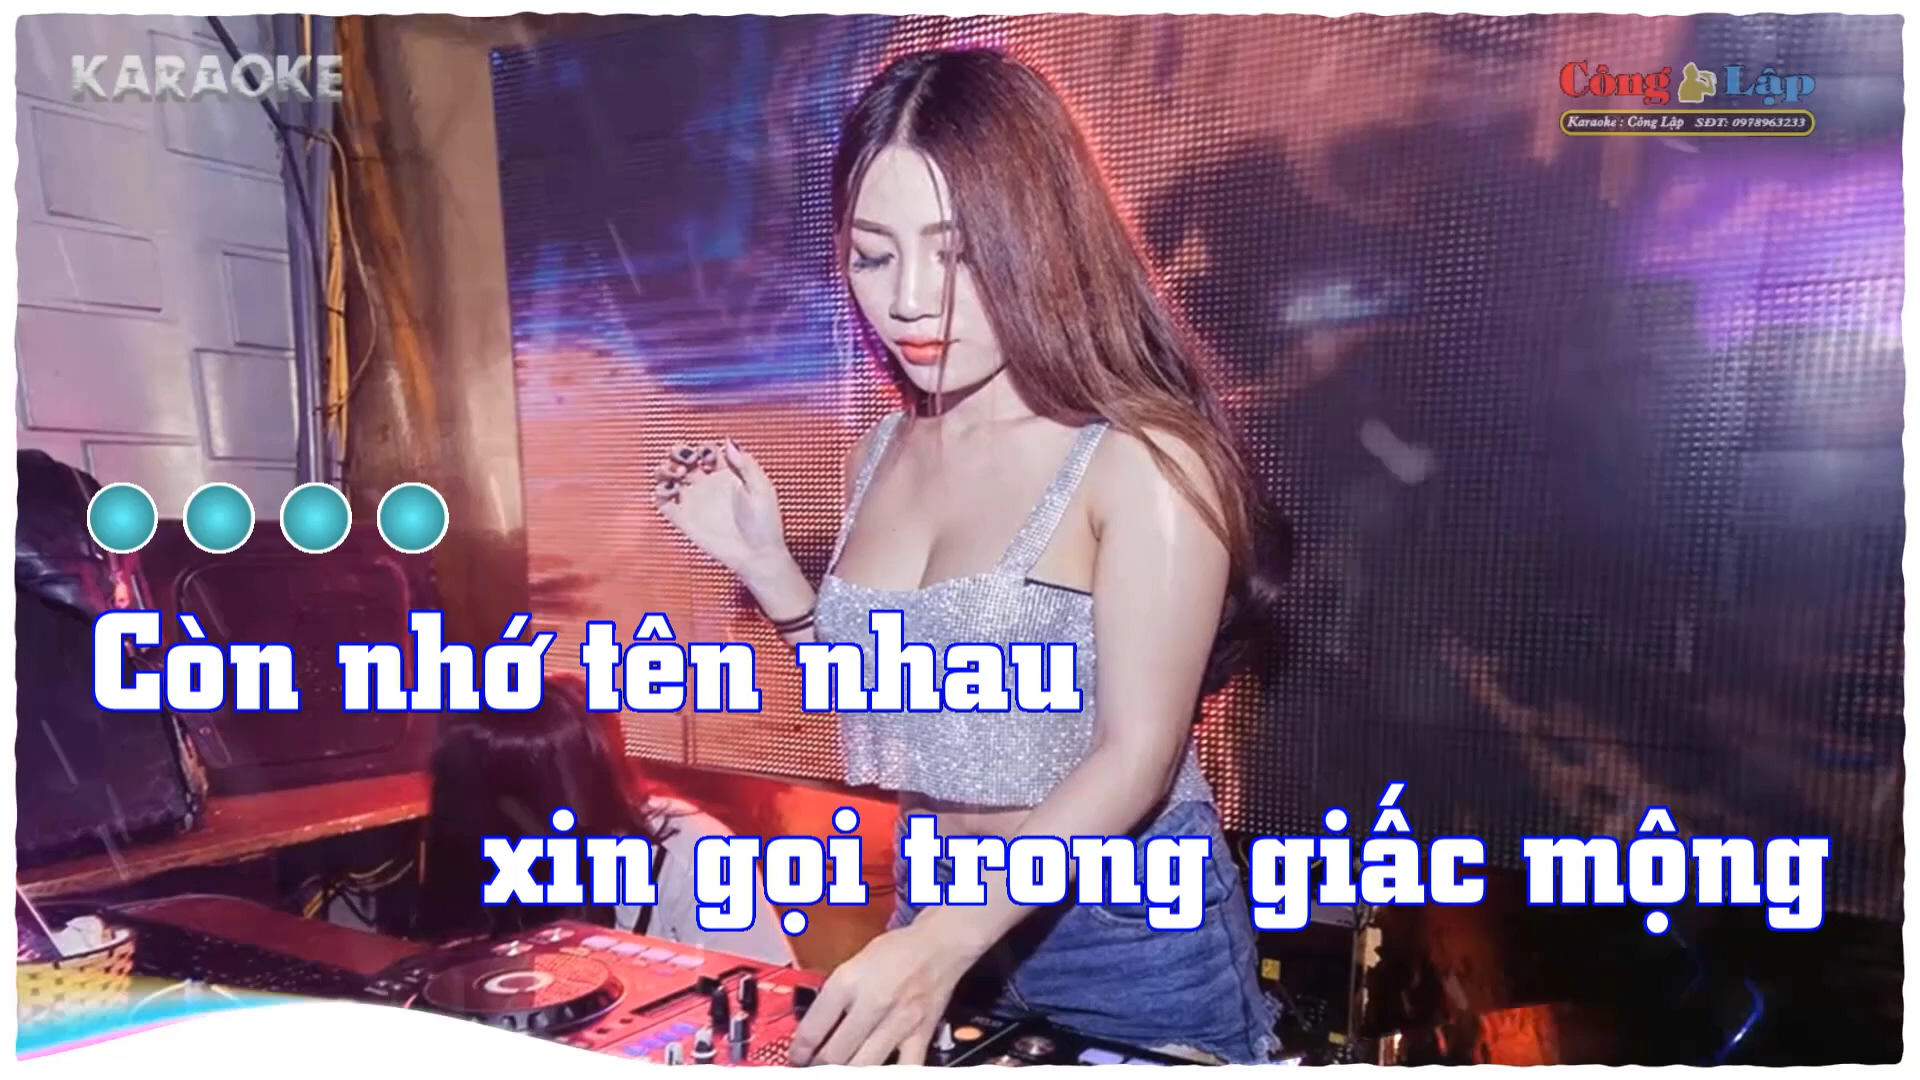 KARAOKE
Công Lập
Karaoke : Công Lập SĐT: 0978963233
Còn nhớ tên nhau
xin gọi trong giấc mộng